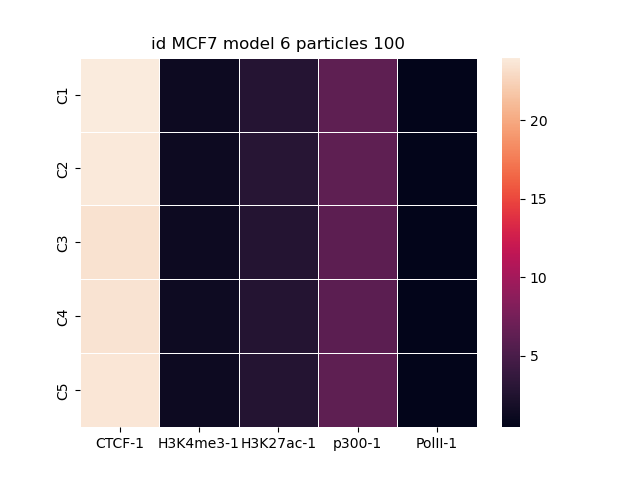 id MCF7 model 6 particles 100
C1
C2
C3
C4
C5
CTCF-1 H3K4me3-1 H3K27ac-1 p300-1 PolII-1
20
15
10
5